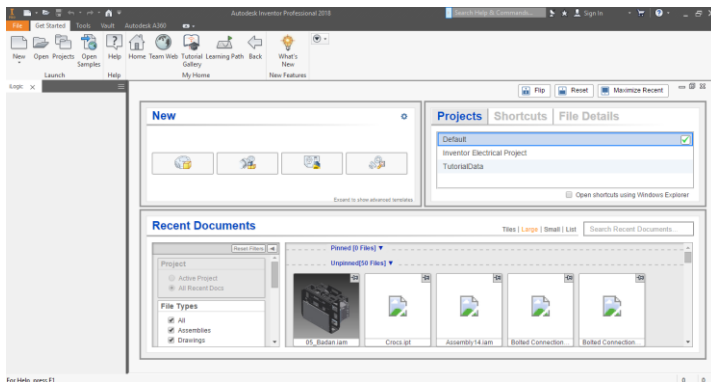 Autodesk Inventor Professional 2018
Search Help & Commands...
Sign In
File Get Started Tools Vault Autodesk A360
New Open Projects Open Samples Help Home Team Web Tutorial Gallery Learning Path Back What's New
Launch Help My Home New Features
iLogic
Flip Reset Maximize Recent
New
Expand to show advanced templates
Projects Shortcuts File Details
Default
Inventor Electrical Project
TutorialData
Open shortcuts using Windows Explorer
Recent Documents
Tiles | Large | Small | List
Search Recent Documents...
Reset Filters
Project
Active Project
All Recent Docs
File Types
All
Assemblies
Drawings
Pinned [0 Files]
Unpinned[50 Files]
05_Badan.iam
Crocs.ipt
Assembly14.iam
Bolted Connection...
Bolted Connection...
For Help, press F1
0 0